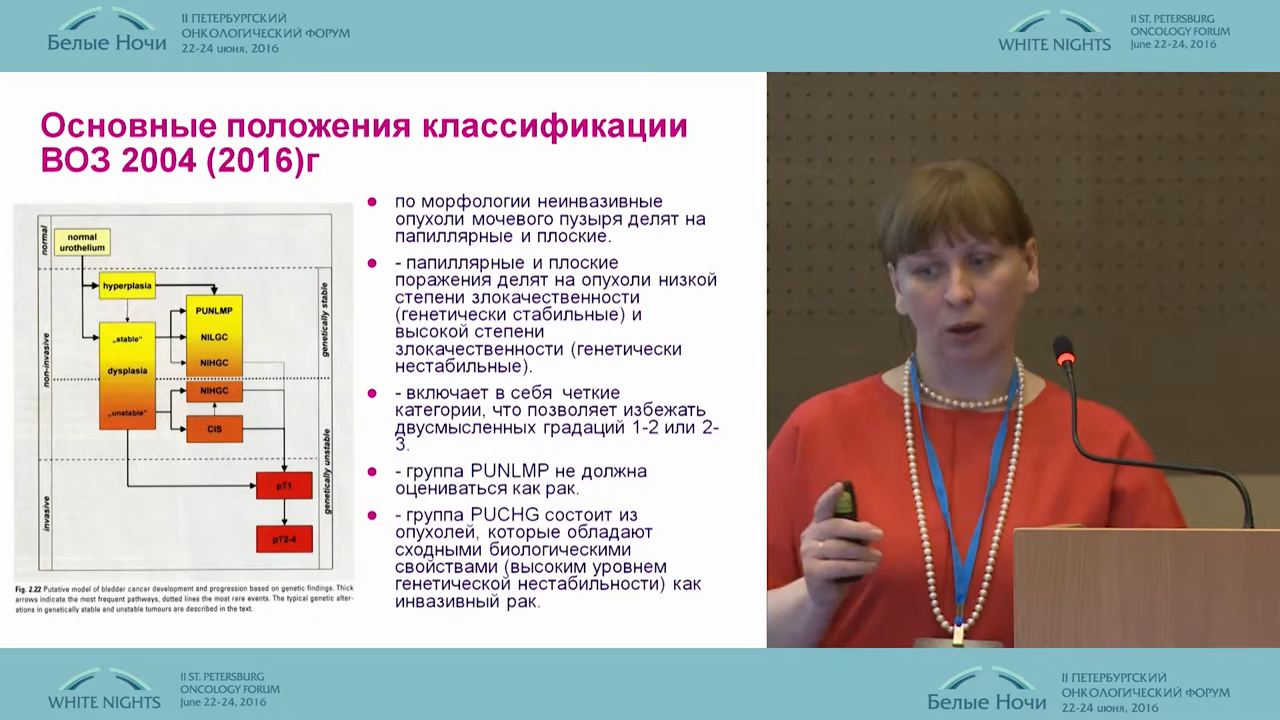 Белые Ночи
II ПЕТЕРБУРГСКИЙ
ОНКОЛОГИЧЕСКИЙ ФОРУМ
22-24 июня, 2016
WHITE NIGHTS
II ST. PETERSBURG
ONCOLOGY FORUM
June 22-24, 2016
Основные положения классификации
ВОЗ 2004 (2016)г
normal
normal
urothelium
hyperplasia
PUNLMP
„stable“
NILGC
dysplasia
NIHGC
NIHGC
„unstable“
CIS
pT1
pT2-4
non-invasive
invasive
genetically stable
genetically unstable
Fig. 2.22 Putative model of bladder cancer development and progression based on genetic findings. Thick
arrows indicate the most frequent pathways, dotted lines the most rare events. The typical genetic alter-
ations in genetically stable and unstable tumours are described in the text.
по морфологии неинвазивные
опухоли мочевого пузыря делят на
папиллярные и плоские.
- папиллярные и плоские
поражения делят на опухоли низкой
степени злокачественности
(генетически стабильные) и
высокой степени
злокачественности (генетически
нестабильные).
- включает в себя четкие
категории, что позволяет избежать
двусмысленных градаций 1-2 или 2-
3.
- группа PUNLMP не должна
оцениваться как рак.
- группа PUCHG состоит из
опухолей, которые обладают
сходными биологическими
свойствами (высоким уровнем
генетической нестабильности) как
инвазивный рак.
WHITE NIGHTS
II ST. PETERSBURG
ONCOLOGY FORUM
June 22-24, 2016
Белые Ночи
II ПЕТЕРБУРГСКИЙ
ОНКОЛОГИЧЕСКИЙ ФОРУМ
22-24 июня, 2016